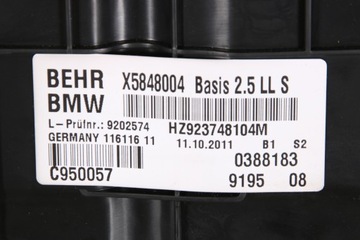 BEHR X5848004 Basis 2.5 LL S
BMW
L-Prüfnr.: 9202574 HZ923748104M
GERMANY 116116 11 11.10.2011 B1 S2
0388183
C950057 9195 08